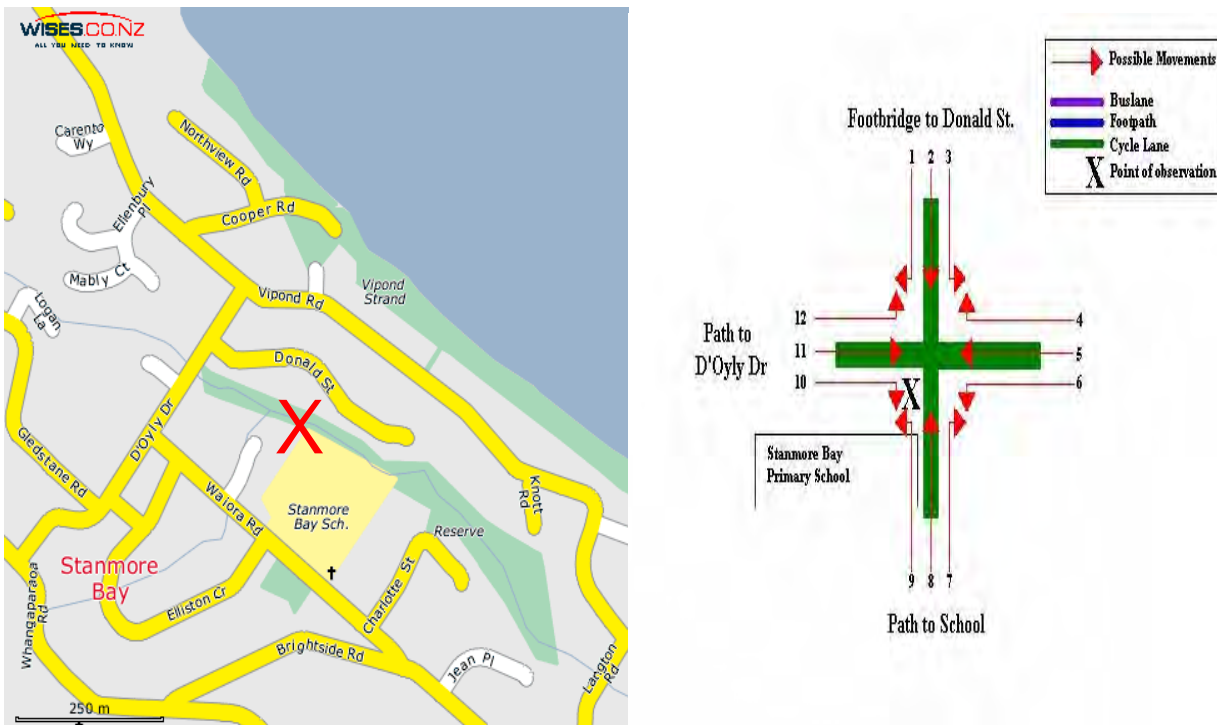 WISES.CO.NZ
ALL YOU NEED TO KNOW
Carento
Wy
Northview Rd
Ellenbury
Pl
Cooper Rd
Mably Ct
Logan
La
Vipond Rd
Vipond
Strand
Donald St
D'Oyly Dr
Gledstane Rd
Waiora Rd
Stanmore
Bay Sch.
Knott
Rd
Reserve
Stanmore
Bay
Whangaparaoa
Rd
Elliston Cr
Charlotte St
Brightside Rd
Jean Pl
Langton
Rd
250 m
X
Possible Movements
Buslane
Footpath
Cycle Lane
X Point of observation
Footbridge to Donald St.
1 2 3
12
4
Path to
D'Oyly Dr
11
5
10
6
X
Stanmore Bay
Primary School
9 8 7
Path to School